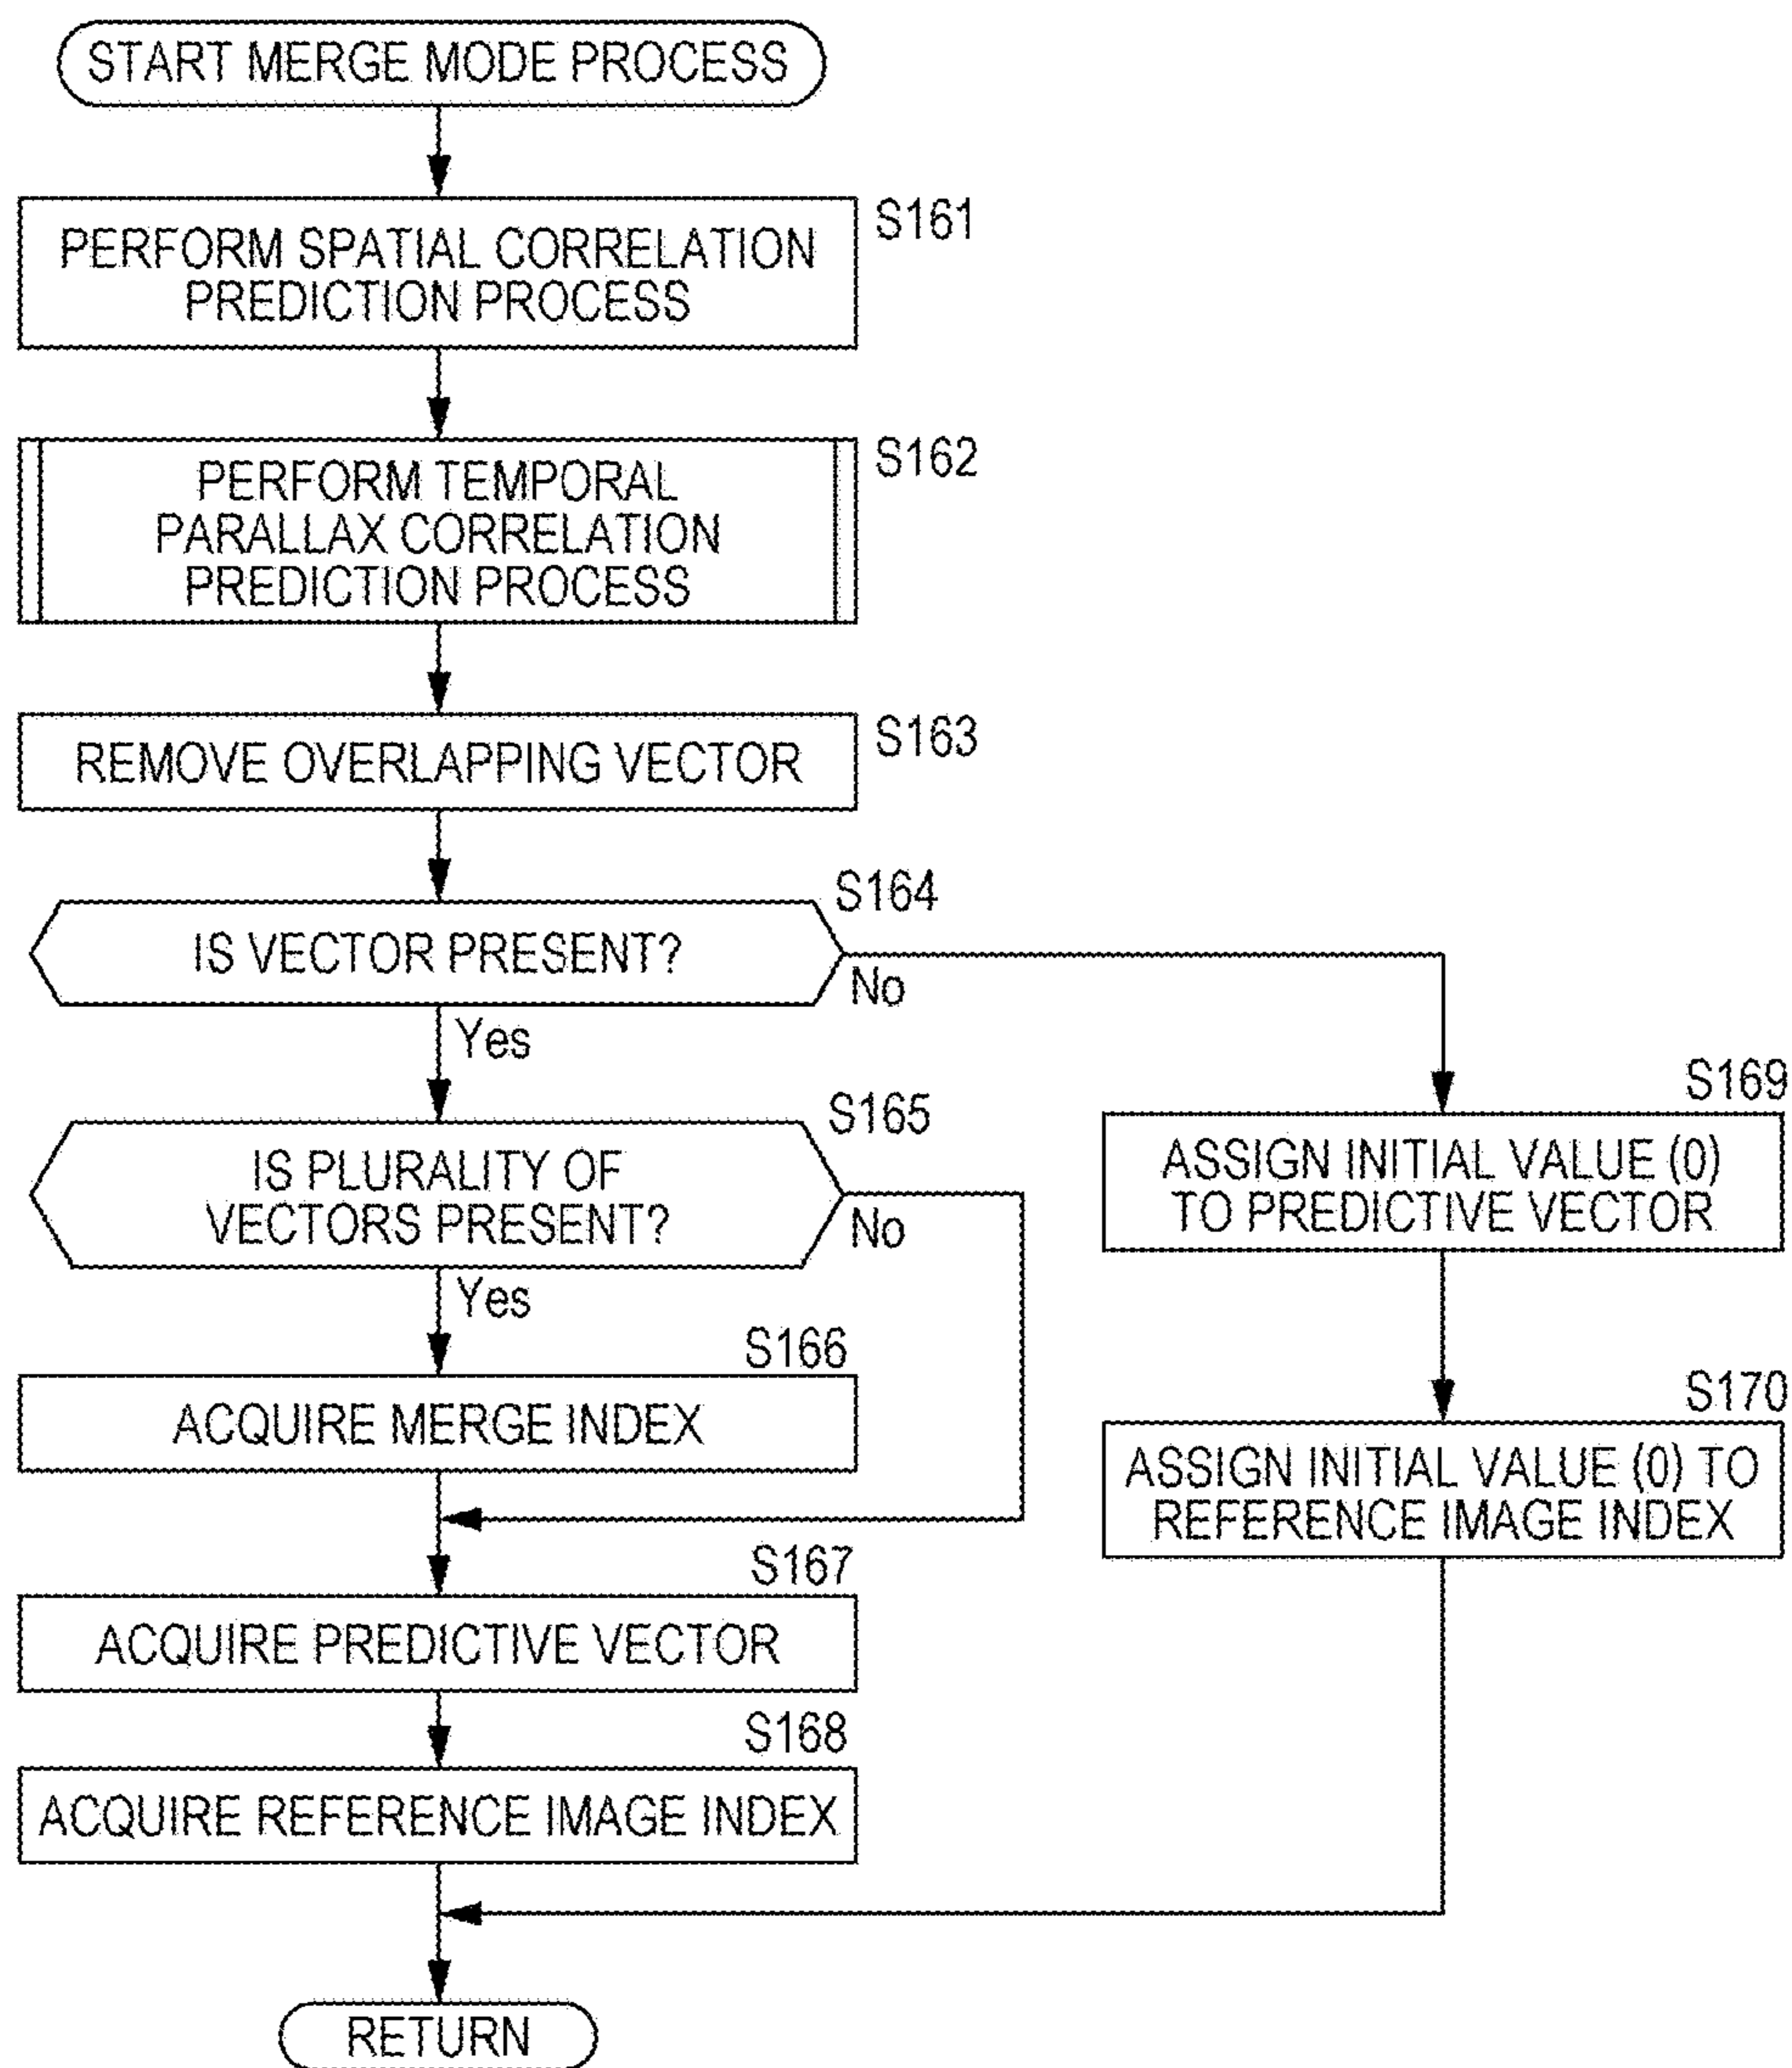 START MERGE MODE PROCESS
S161
PERFORM SPATIAL CORRELATION
PREDICTION PROCESS
S162
PERFORM TEMPORAL
PARALLAX CORRELATION
PREDICTION PROCESS
S163
REMOVE OVERLAPPING VECTOR
S164
IS VECTOR PRESENT?
No
Yes
S165
IS PLURALITY OF
VECTORS PRESENT?
No
Yes
S166
ACQUIRE MERGE INDEX
S167
ACQUIRE PREDICTIVE VECTOR
S168
ACQUIRE REFERENCE IMAGE INDEX
S169
ASSIGN INITIAL VALUE (0)
TO PREDICTIVE VECTOR
S170
ASSIGN INITIAL VALUE (0) TO
REFERENCE IMAGE INDEX
RETURN